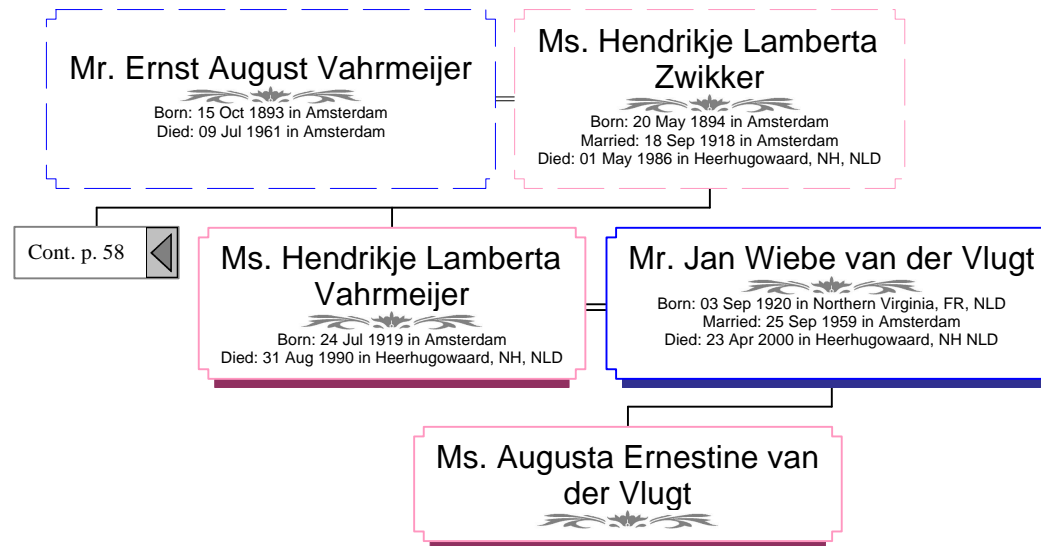 Mr. Ernst August Vahrmeijer
Born: 15 Oct 1893 in Amsterdam
Died: 09 Jul 1961 in Amsterdam
Ms. Hendrikje Lamberta
Zwikker
Born: 20 May 1894 in Amsterdam
Married: 18 Sep 1918 in Amsterdam
Died: 01 May 1986 in Heerhugowaard, NH, NLD
Cont. p. 58
Ms. Hendrikje Lamberta
Vahrmeijer
Born: 24 Jul 1919 in Amsterdam
Died: 31 Aug 1990 in Heerhugowaard, NH, NLD
Mr. Jan Wiebe van der Vlugt
Born: 03 Sep 1920 in Northern Virginia, FR, NLD
Married: 25 Sep 1959 in Amsterdam
Died: 23 Apr 2000 in Heerhugowaard, NH NLD
Ms. Augusta Ernestine van
der Vlugt